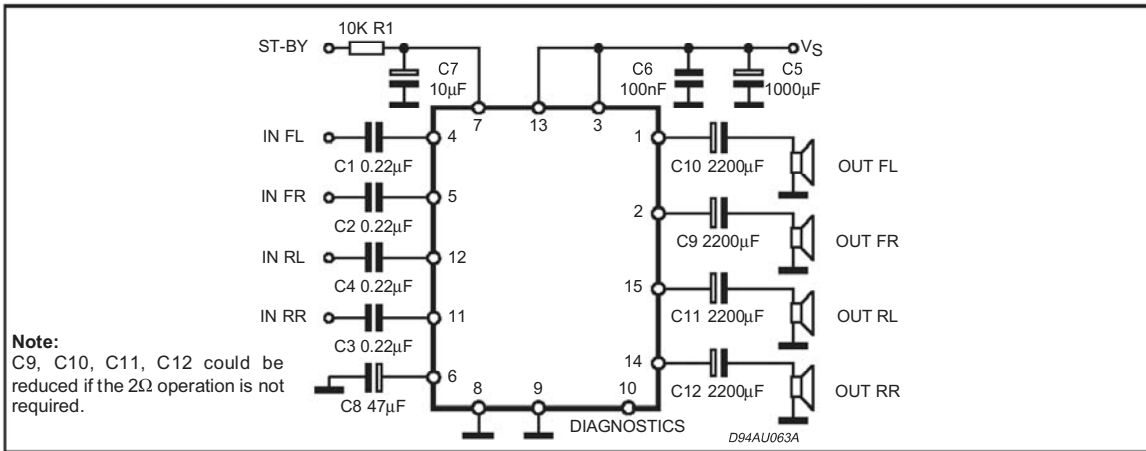 10K R1
ST-BY
C7
10µF
C6
100nF
C5
1000µF
VS
7
13
3
IN FL
C1 0.22µF
4
IN FR
C2 0.22µF
5
IN RL
C4 0.22µF
12
IN RR
C3 0.22µF
11
C8 47µF
6
8
9
10
DIAGNOSTICS
1
C10 2200µF
OUT FL
2
C9 2200µF
OUT FR
15
C11 2200µF
OUT RL
14
C12 2200µF
OUT RR
Note:
C9, C10, C11, C12 could be
reduced if the 2Ω operation is not
required.
D94AU063A